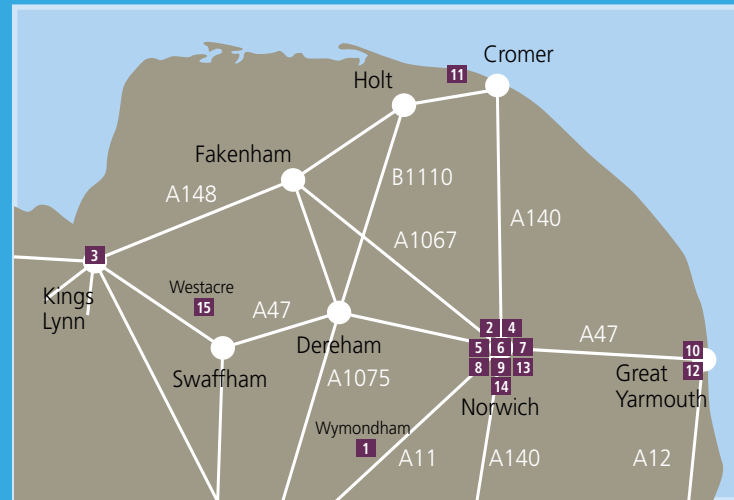 Cromer
11
Holt
Fakenham
B1110
A148
A140
A1067
3
Kings
Lynn
Westacre
15
A47
Dereham
Swaffham
A1075
2 4
5 6 7
8 9 13
14
Norwich
A47
10
12
Great
Yarmouth
Wymondham
1
A11
A140
A12